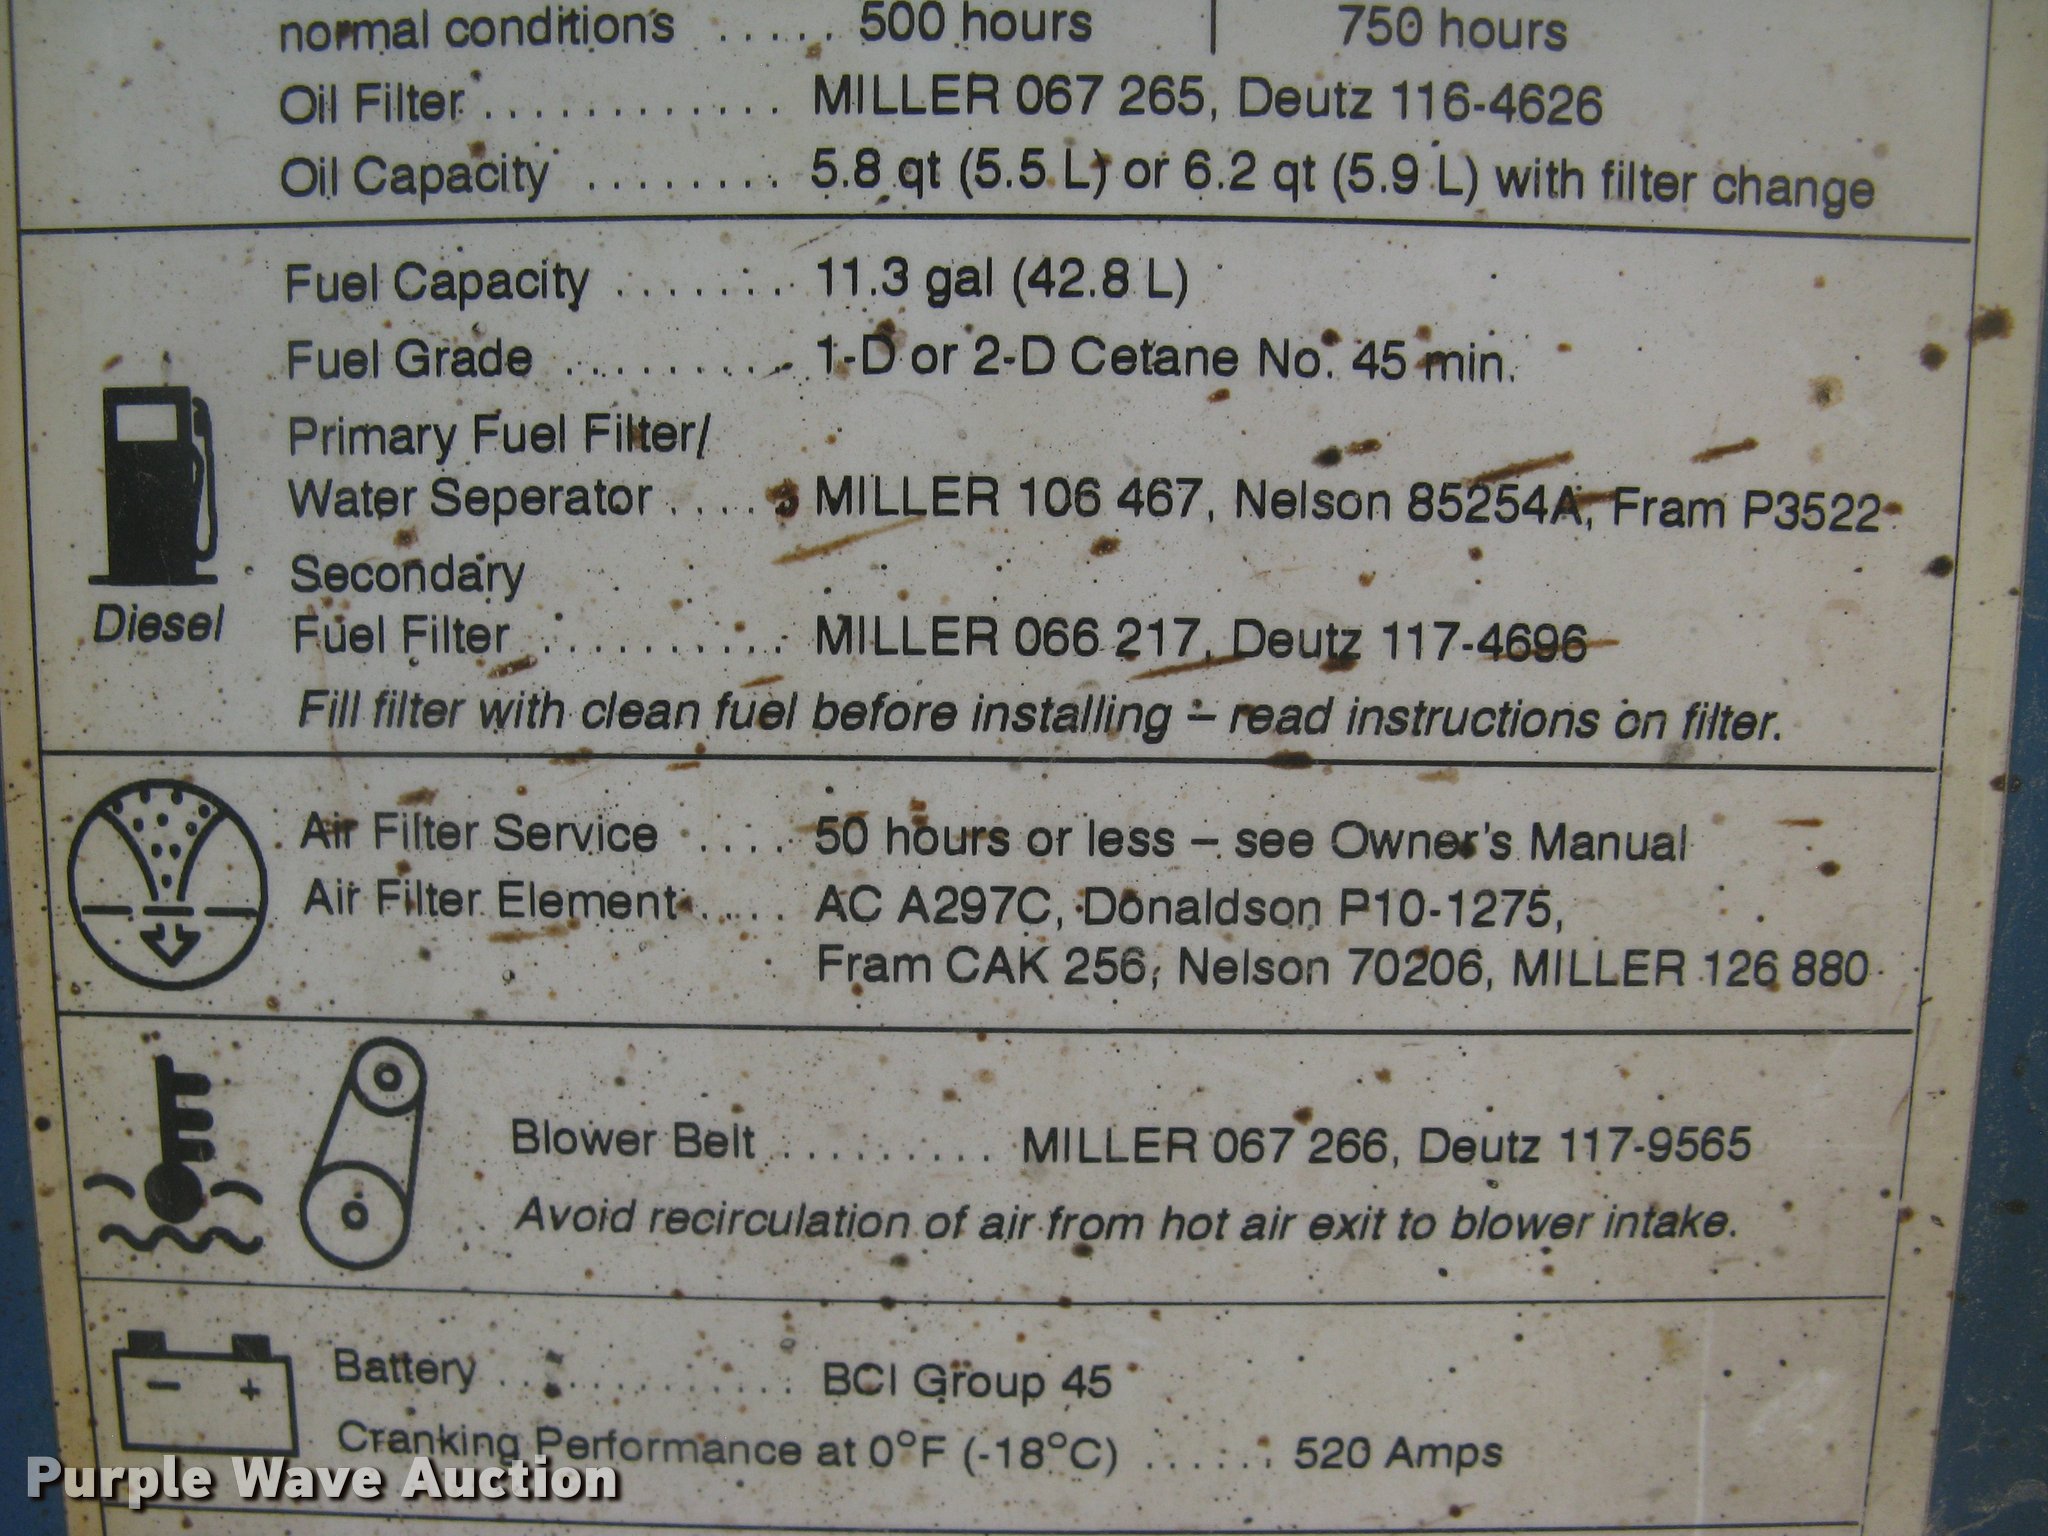 normal conditions ..... 500 hours | 750 hours
Oil Filter ............ MILLER 067 265, Deutz 116-4626
Oil Capacity ........ 5.8 qt (5.5 L) or 6.2 qt (5.9 L) with filter change
Fuel Capacity ....... 11.3 gal (42.8 L)
Fuel Grade ......... 1-D or 2-D Cetane No. 45 min.
Primary Fuel Filter/
Water Seperator ..... MILLER 106 467, Nelson 85254A, Fram P3522
Secondary
Fuel Filter .......... MILLER 066 217, Deutz 117-4696
Diesel
Fill filter with clean fuel before installing – read instructions on filter.
Air Filter Service .... 50 hours or less – see Owner's Manual
Air Filter Element .... AC A297C, Donaldson P10-1275,
Fram CAK 256, Nelson 70206, MILLER 126 880
Blower Belt ......... MILLER 067 266, Deutz 117-9565
Avoid recirculation of air from hot air exit to blower intake.
Battery ............ BCI Group 45
Cranking Performance at 0°F (-18°C) ...... 520 Amps
Purple Wave Auction